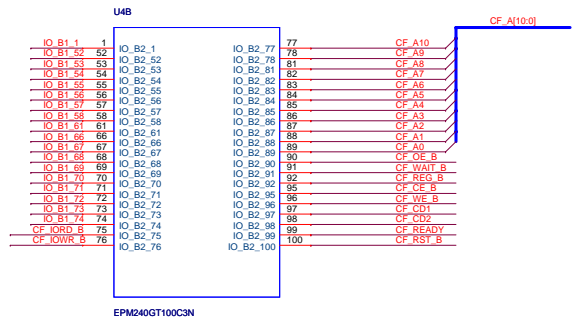 U4B
CF_A[10:0]
IO_B1_1 1 IO_B2_1 IO_B2_77 77 CF_A10
IO_B1_52 52 IO_B2_52 IO_B2_78 78 CF_A9
IO_B1_53 53 IO_B2_53 IO_B2_81 81 CF_A8
IO_B1_54 54 IO_B2_54 IO_B2_82 82 CF_A7
IO_B1_55 55 IO_B2_55 IO_B2_83 83 CF_A6
IO_B1_56 56 IO_B2_56 IO_B2_84 84 CF_A5
IO_B1_57 57 IO_B2_57 IO_B2_85 85 CF_A4
IO_B1_58 58 IO_B2_58 IO_B2_86 86 CF_A3
IO_B1_61 61 IO_B2_61 IO_B2_87 87 CF_A2
IO_B1_66 66 IO_B2_66 IO_B2_88 88 CF_A1
IO_B1_67 67 IO_B2_67 IO_B2_89 89 CF_A0
IO_B1_68 68 IO_B2_68 IO_B2_90 90 CF_OE_B
IO_B1_69 69 IO_B2_69 IO_B2_91 91 CF_WAIT_B
IO_B1_70 70 IO_B2_70 IO_B2_92 92 CF_REG_B
IO_B1_71 71 IO_B2_71 IO_B2_95 95 CF_CE_B
IO_B1_72 72 IO_B2_72 IO_B2_96 96 CF_WE_B
IO_B1_73 73 IO_B2_73 IO_B2_97 97 CF_CD1
IO_B1_74 74 IO_B2_74 IO_B2_98 98 CF_CD2
CF_IORD_B 75 IO_B2_75 IO_B2_99 99 CF_READY
CF_IOWR_B 76 IO_B2_76 IO_B2_100 100 CF_RST_B
EPM240GT100C3N